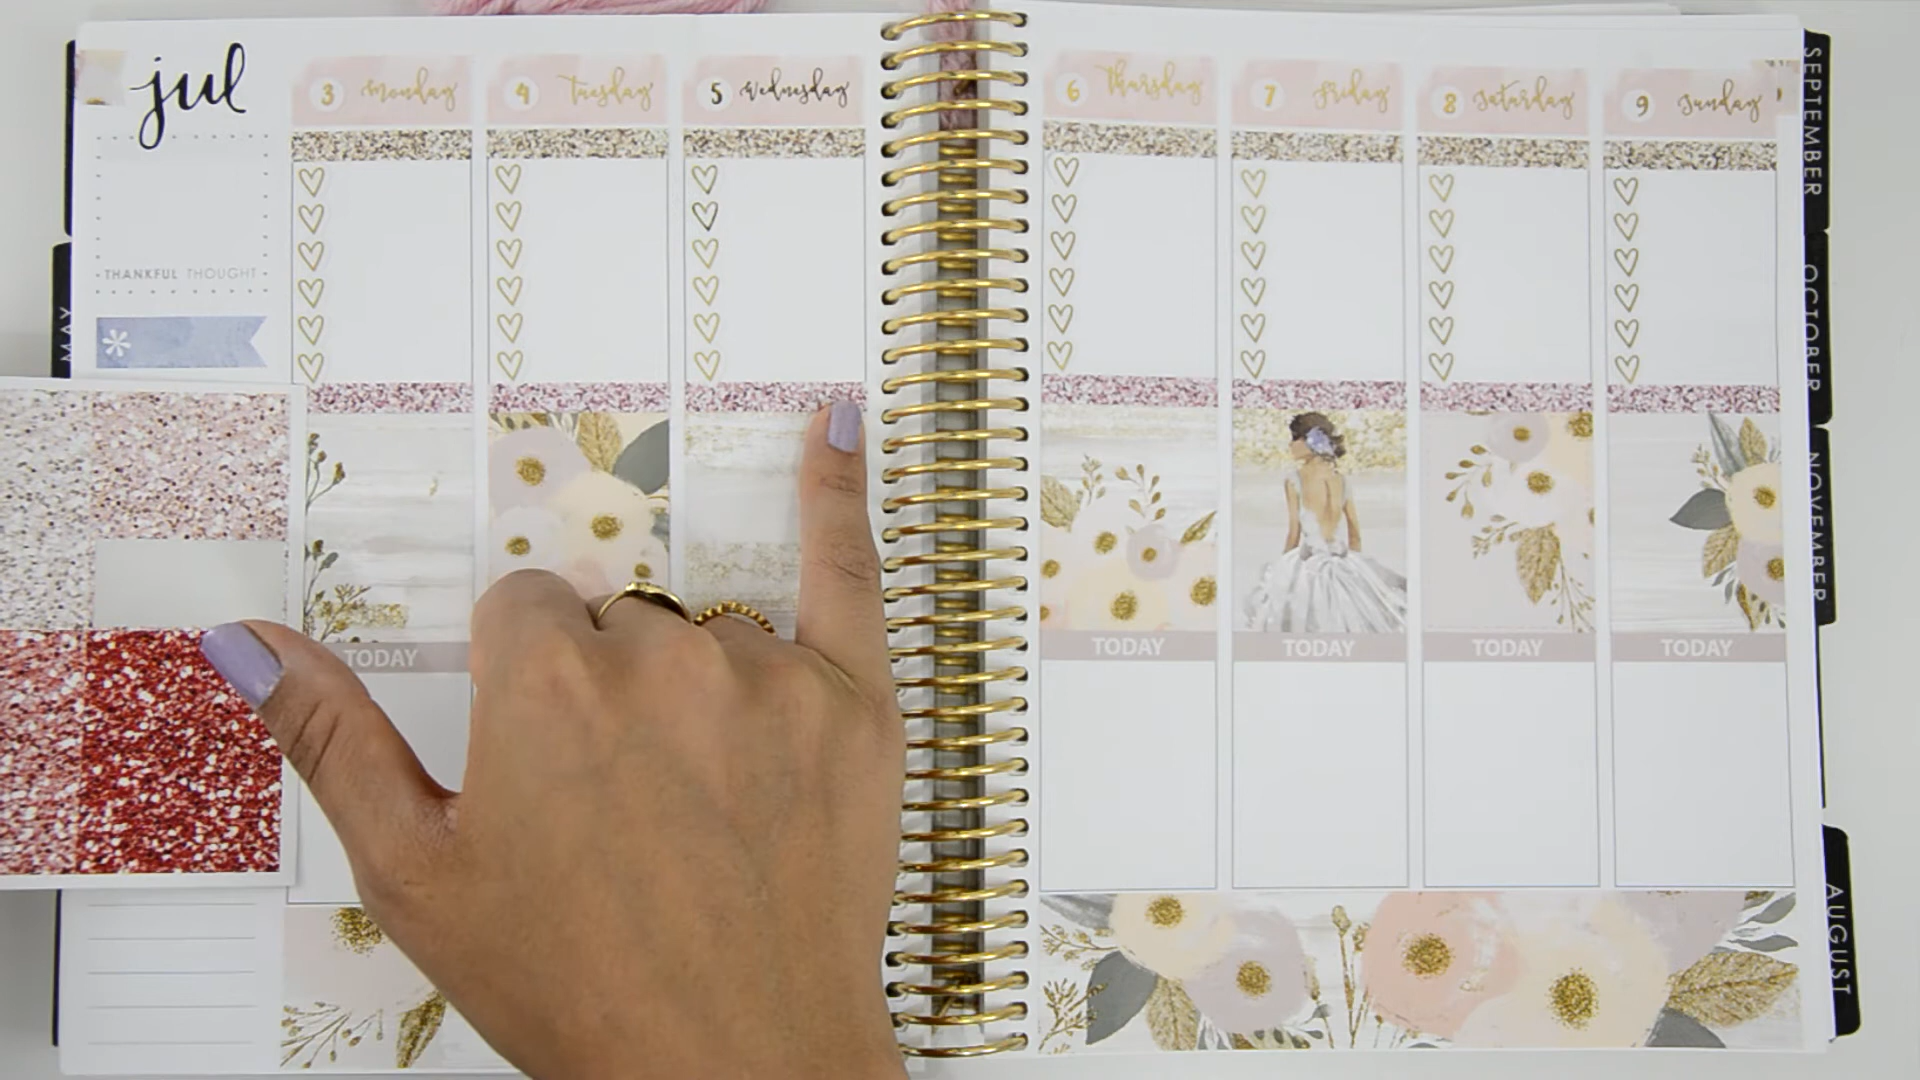 jul
3 Monday
4 Tuesday
5 Wednesday
6 Thursday
7 Friday
8 Saturday
9 Sunday
THANKFUL THOUGHT
*
TODAY
TODAY
TODAY
TODAY
TODAY
MAY
SEPTEMBER
OCTOBER
NOVEMBER
AUGUST